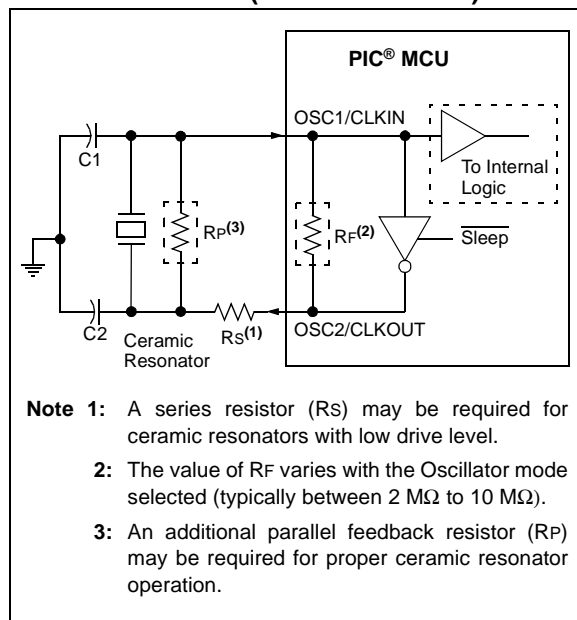 PIC® MCU
OSC1/CLKIN
C1
To Internal
Logic
RP(3)
RF(2)
Sleep
C2
Ceramic
Resonator
RS(1)
OSC2/CLKOUT
Note 1: A series resistor (RS) may be required for
ceramic resonators with low drive level.
2: The value of RF varies with the Oscillator mode
selected (typically between 2 MΩ to 10 MΩ).
3: An additional parallel feedback resistor (RP)
may be required for proper ceramic resonator
operation.